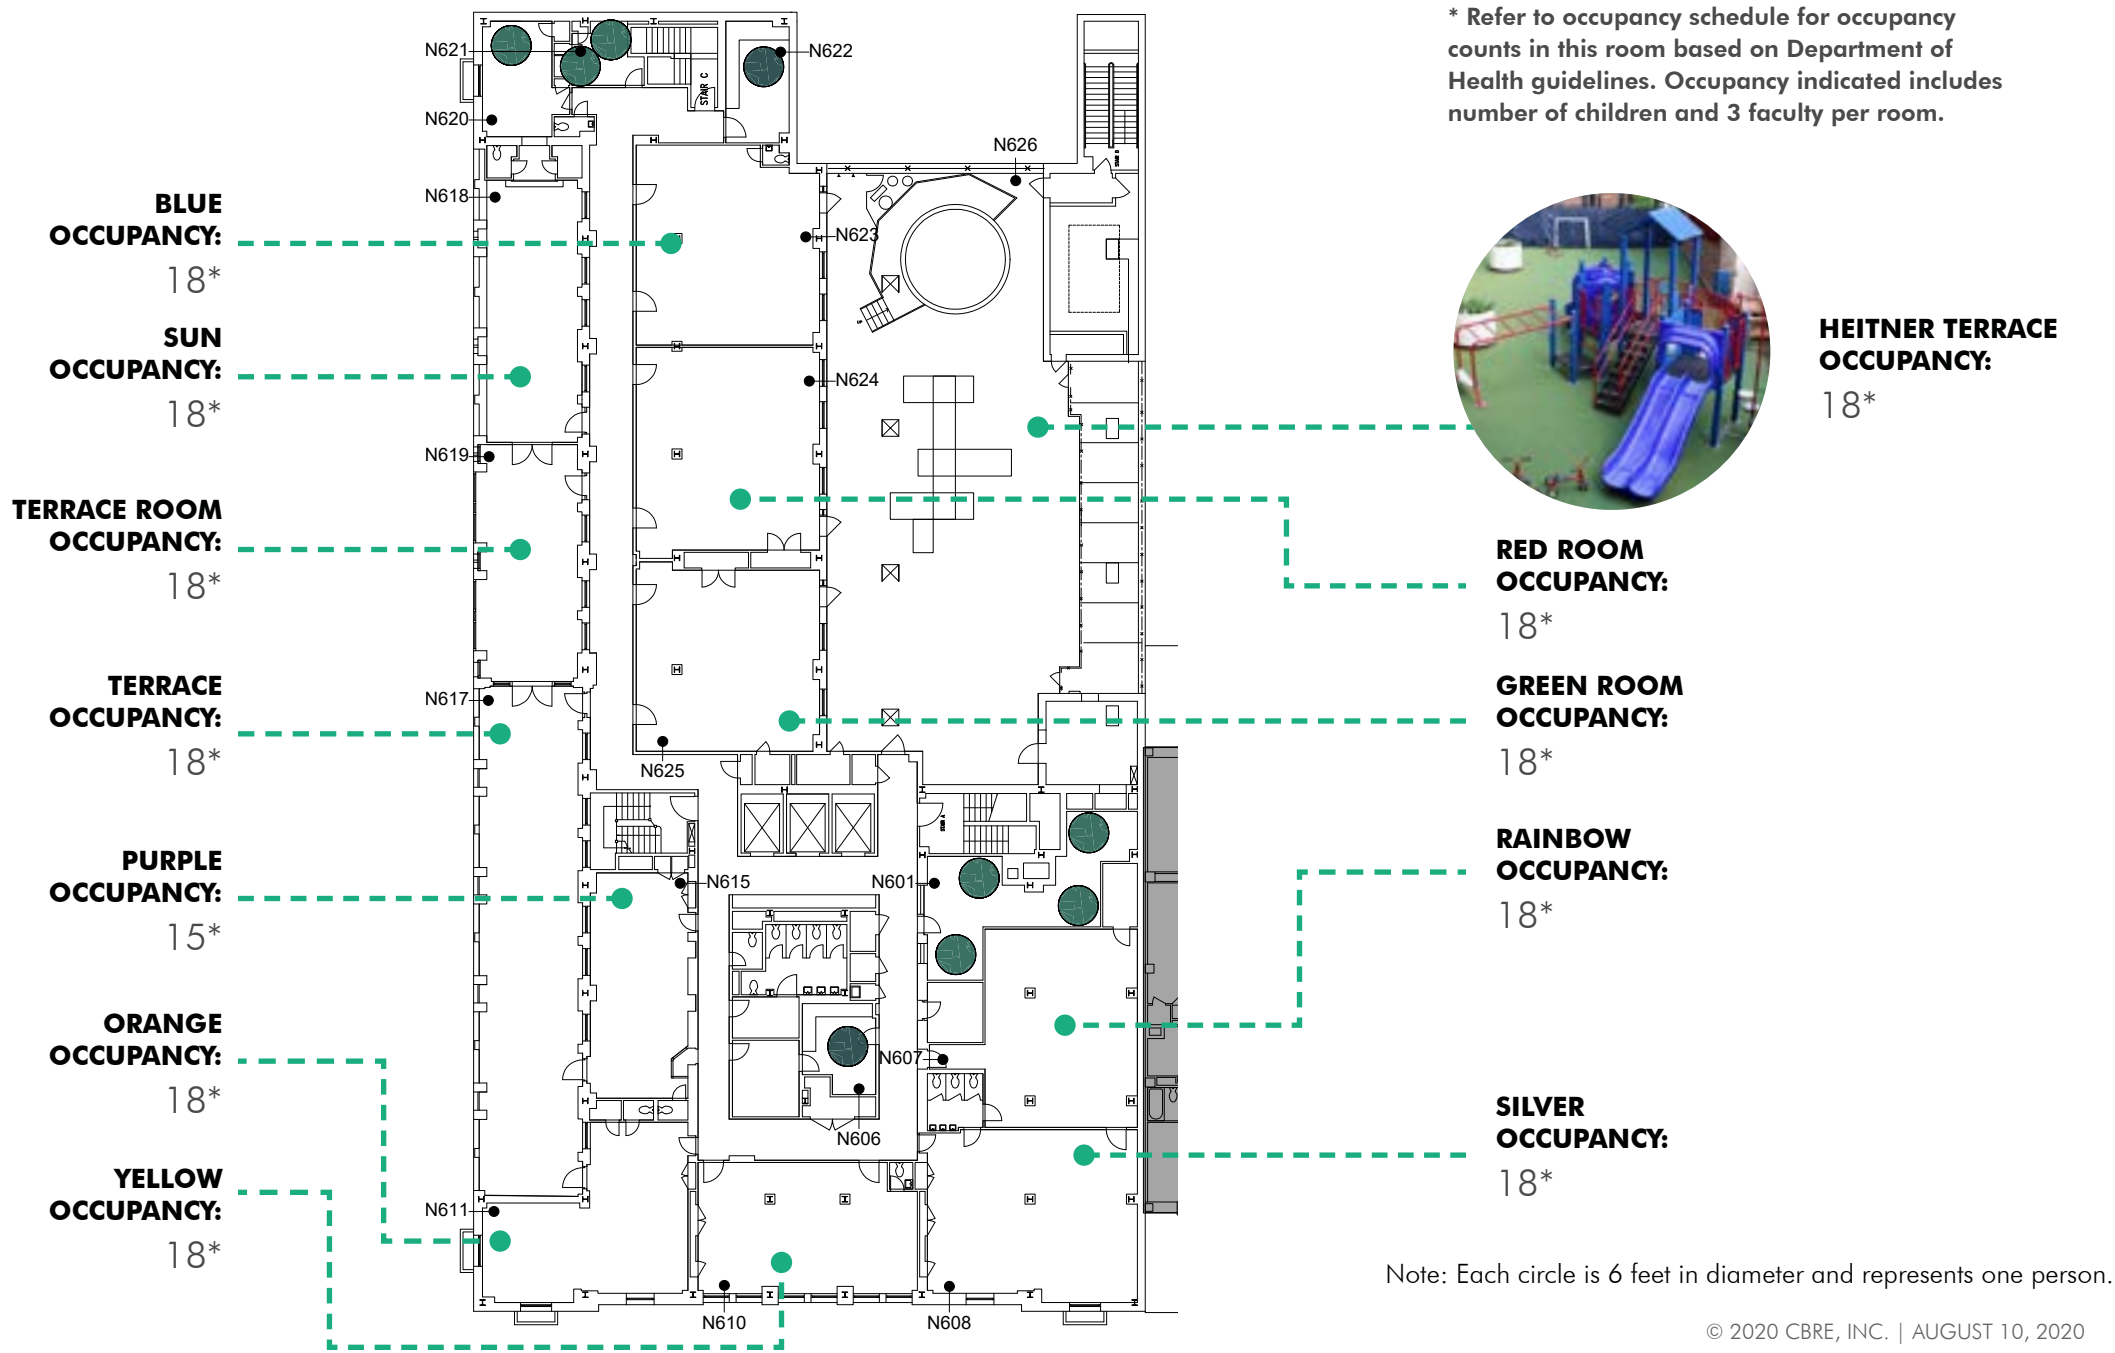 * Refer to occupancy schedule for occupancy
counts in this room based on Department of
Health guidelines. Occupancy indicated includes
number of children and 3 faculty per room.
N621
N622
STAIR C
N620
N626
STAIR D
N618
BLUE
OCCUPANCY:
18*
N623
UP
SUN
OCCUPANCY:
18*
N624
HEITNER TERRACE
OCCUPANCY:
18*
N619
TERRACE ROOM
OCCUPANCY:
18*
RED ROOM
OCCUPANCY:
18*
TERRACE
OCCUPANCY:
18*
N617
GREEN ROOM
OCCUPANCY:
18*
N625
STAIR A
PURPLE
OCCUPANCY:
15*
N615
N601
RAINBOW
OCCUPANCY:
18*
ORANGE
OCCUPANCY:
18*
N607
N606
SILVER
OCCUPANCY:
18*
YELLOW
OCCUPANCY:
18*
N611
N610
N608
Note: Each circle is 6 feet in diameter and represents one person.
© 2020 CBRE, INC. | AUGUST 10, 2020